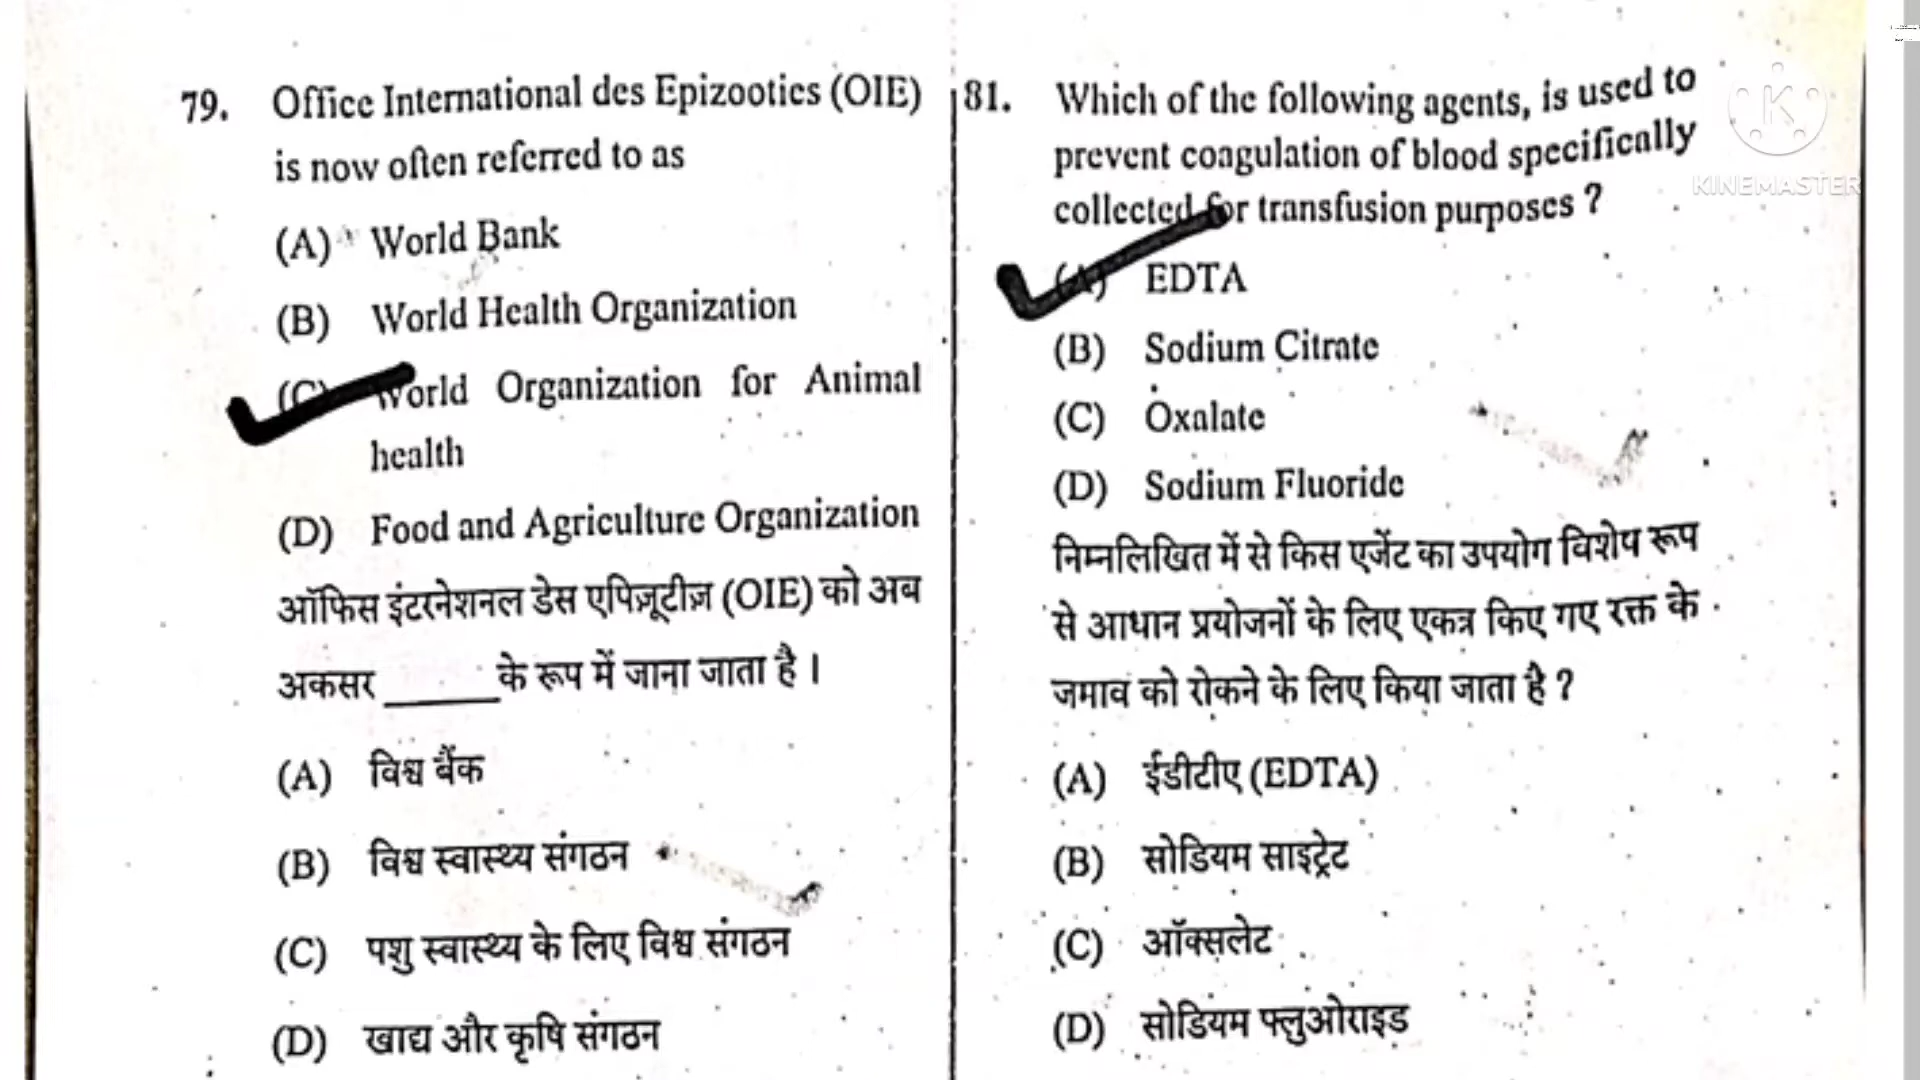 79. Office International des Epizootics (OIE)
is now often referred to as
(A) World Bank
(B) World Health Organization
(C) World Organization for Animal
health
(D) Food and Agriculture Organization
ऑफिस इंटरनेशनल डेस एपिज़ूटीज़ (OIE) को अब
अकसर ______ के रूप में जाना जाता है ।
(A) विश्व बैंक
(B) विश्व स्वास्थ्य संगठन
(C) पशु स्वास्थ्य के लिए विश्व संगठन
(D) खाद्य और कृषि संगठन
81. Which of the following agents, is used to
prevent coagulation of blood specifically
collected for transfusion purposes ?
(A) EDTA
(B) Sodium Citrate
(C) Oxalate
(D) Sodium Fluoride
निम्नलिखित में से किस एजेंट का उपयोग विशेष रूप
से आधान प्रयोजनों के लिए एकत्र किए गए रक्त के
जमाव को रोकने के लिए किया जाता है ?
(A) ईडीटीए (EDTA)
(B) सोडियम साइट्रेट
(C) ऑक्सलेट
(D) सोडियम फ्लुओराइड
K
KINEMASTER